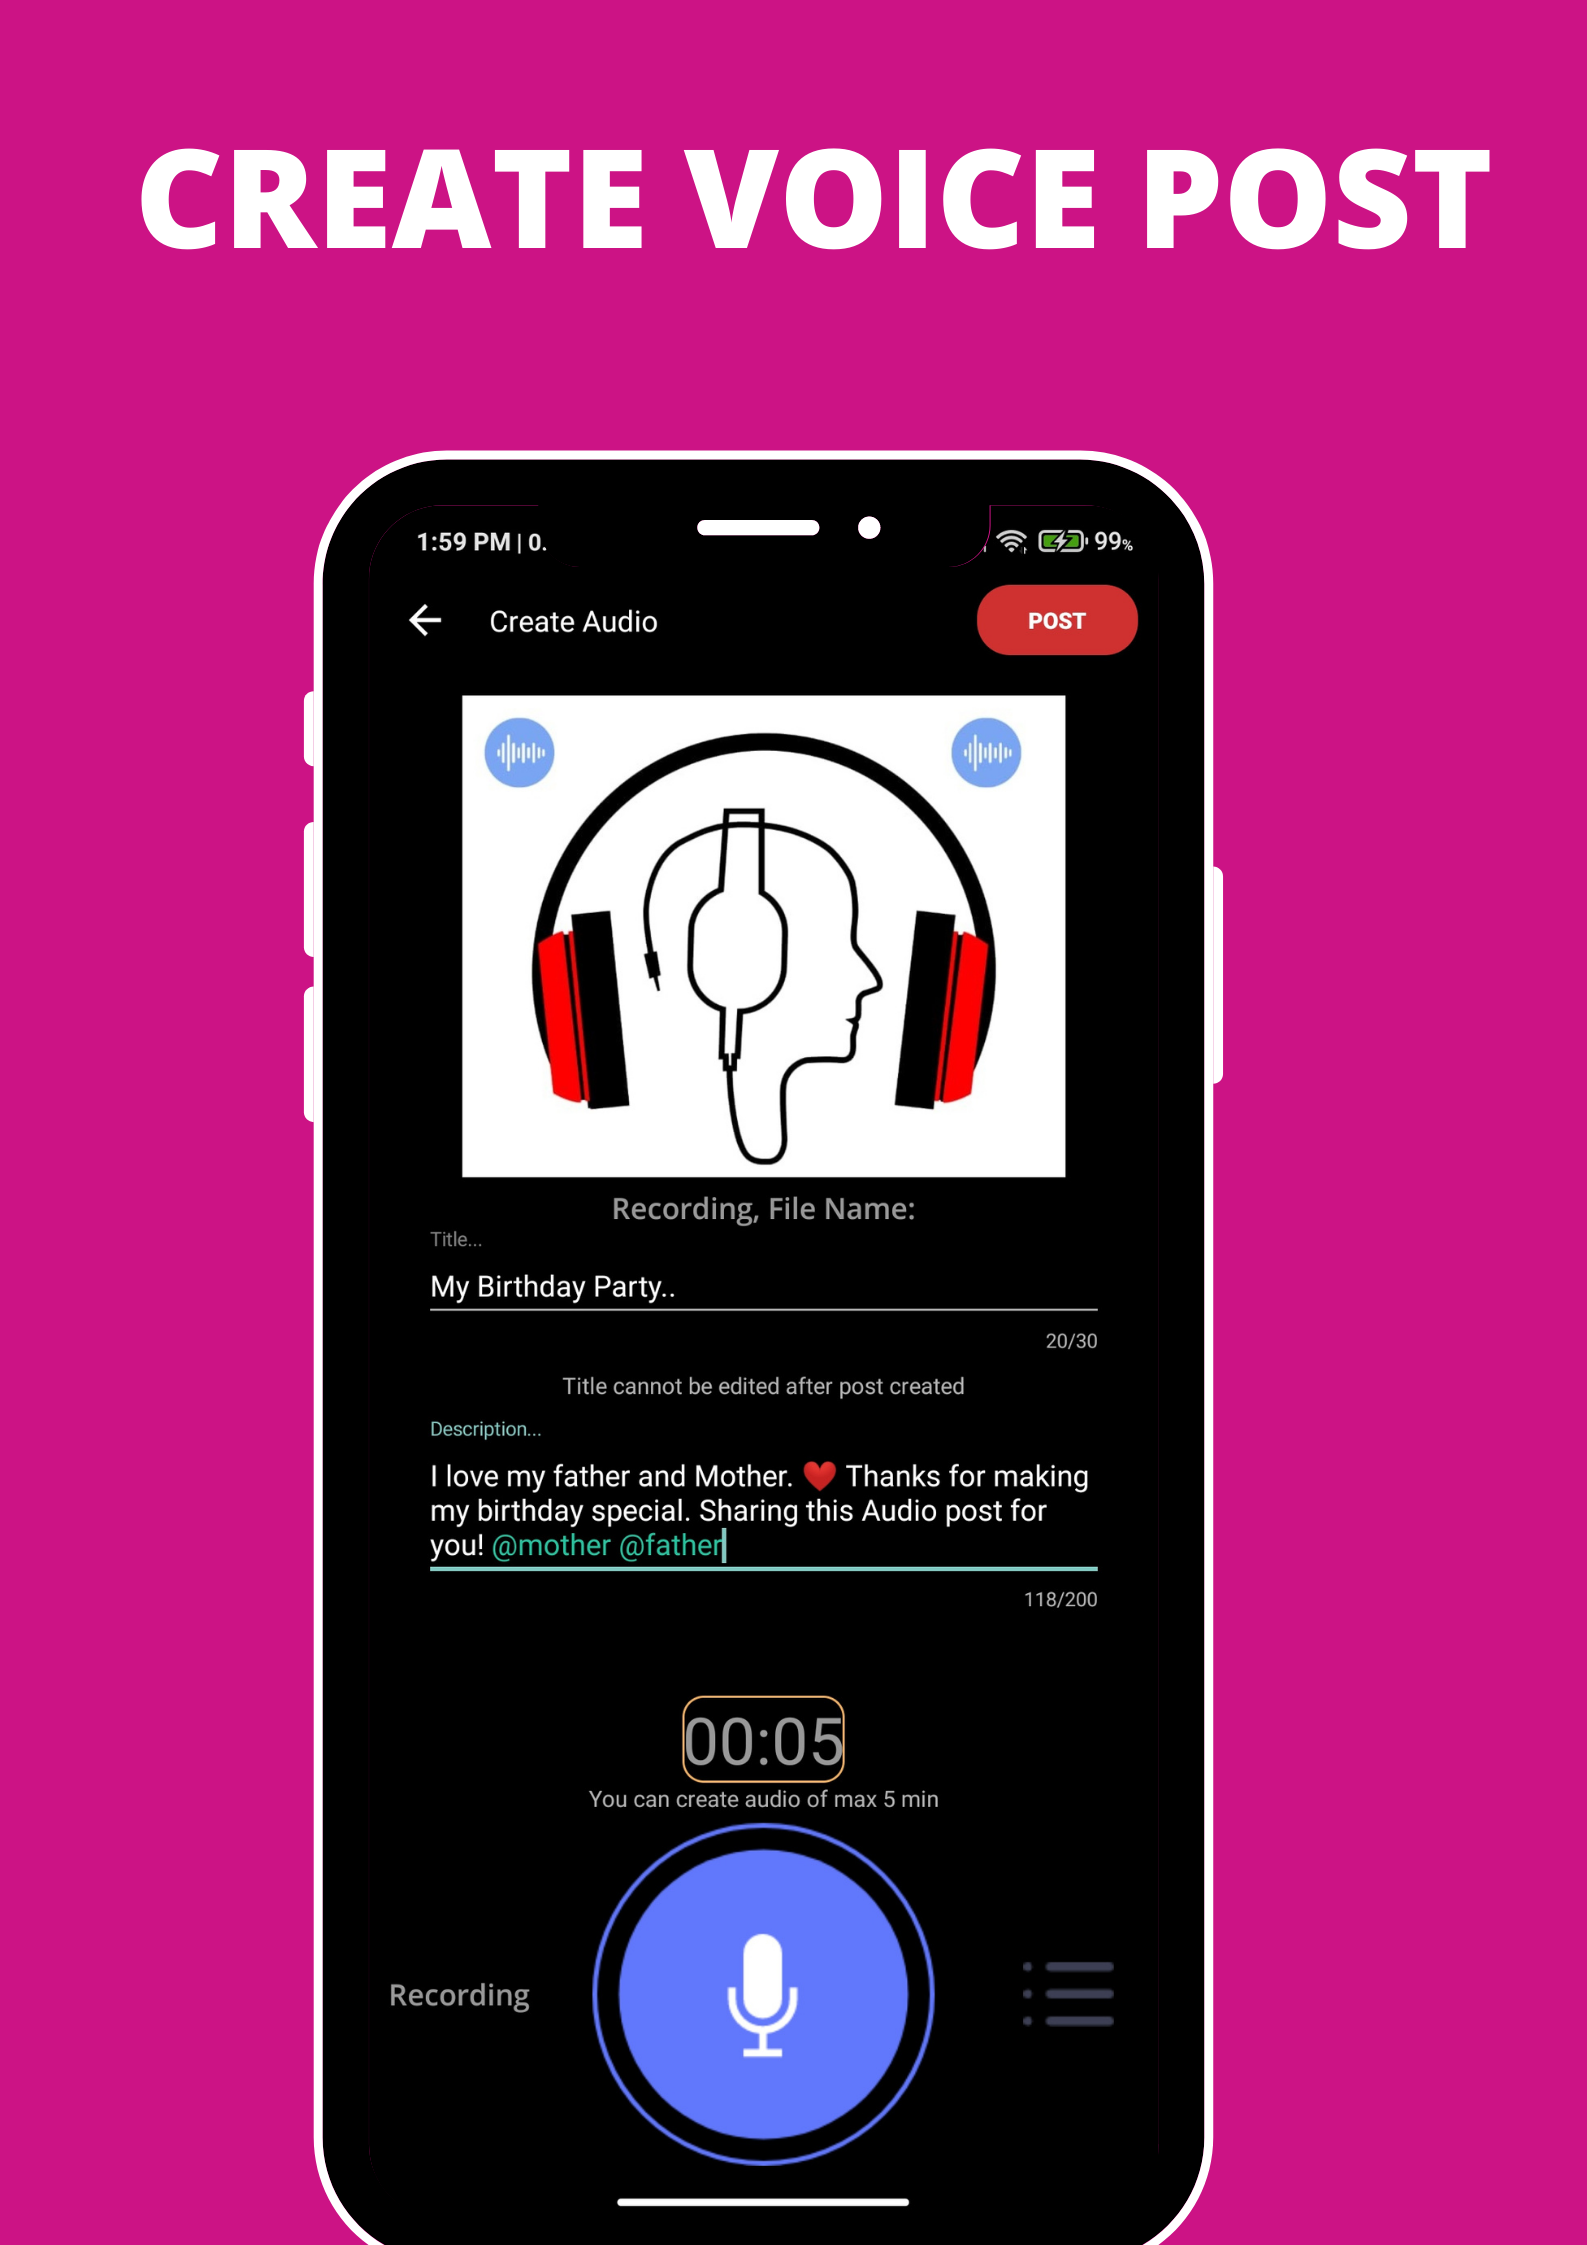 CREATE VOICE POST
1:59 PM | 0.
99%
Create Audio
POST
Recording, File Name:
Title...
My Birthday Party..
20/30
Title cannot be edited after post created
Description...
I love my father and Mother. ❤️ Thanks for making
my birthday special. Sharing this Audio post for
you! @mother @father
118/200
00:05
You can create audio of max 5 min
Recording